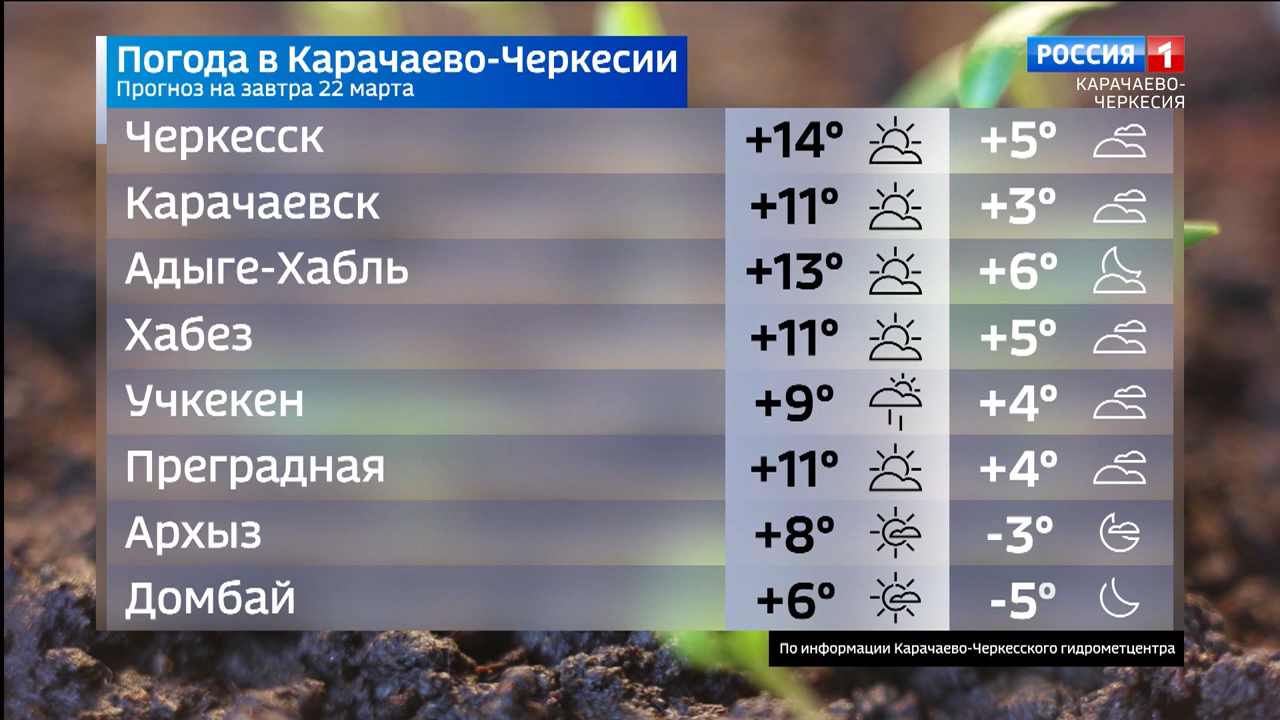 Погода в Карачаево-Черкесии
Прогноз на завтра 22 марта
РОССИЯ 1
КАРАЧАЕВО-
ЧЕРКЕСИЯ
Черкесск +14° +5°
Карачаевск +11° +3°
Адыге-Хабль +13° +6°
Хабез +11° +5°
Учкекен +9° +4°
Преградная +11° +4°
Архыз +8° -3°
Домбай +6° -5°
По информации Карачаево-Черкесского гидрометцентра